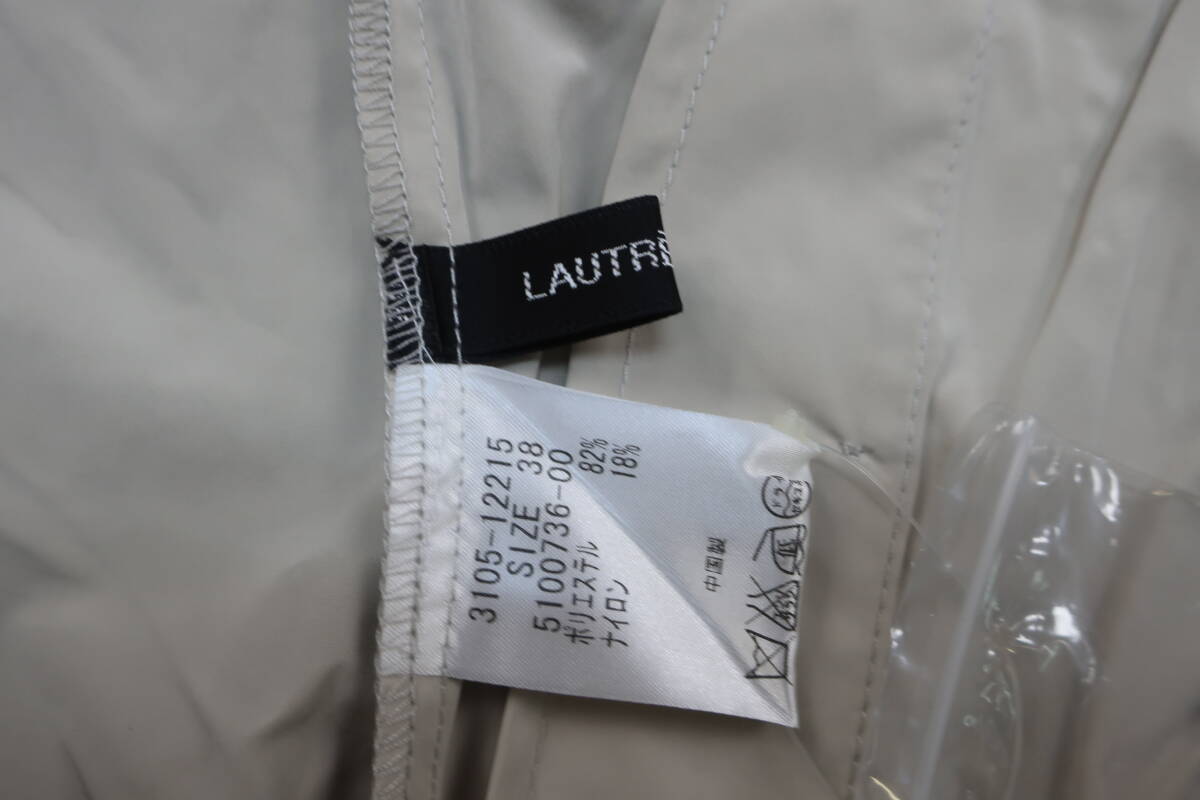 LAUTRE
3105-12215
SIZE 38
5100736-00
ポリエステル 82%
ナイロン 18%
中国製